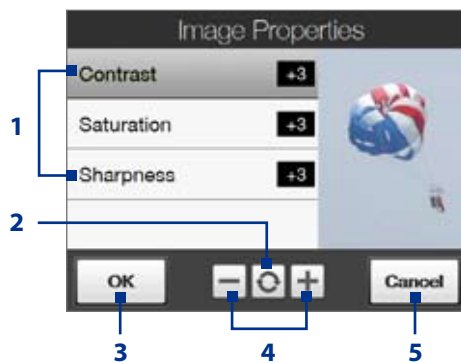 Image Properties
Contrast +3
1
Saturation +3
Sharpness +3
2
OK Cancel
3 4 5